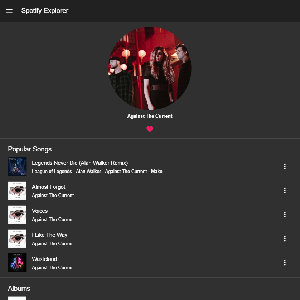 Spotify Explorer
Against The Current
Popular Songs
Legends Never Die (Alan Walker Remix)
League of Legends Alan Walker Against The Current Mako
Almost Forgot
Against The Current
Voices
Against The Current
I Like The Way
Against The Current
Wasteland
Against The Current
Albums